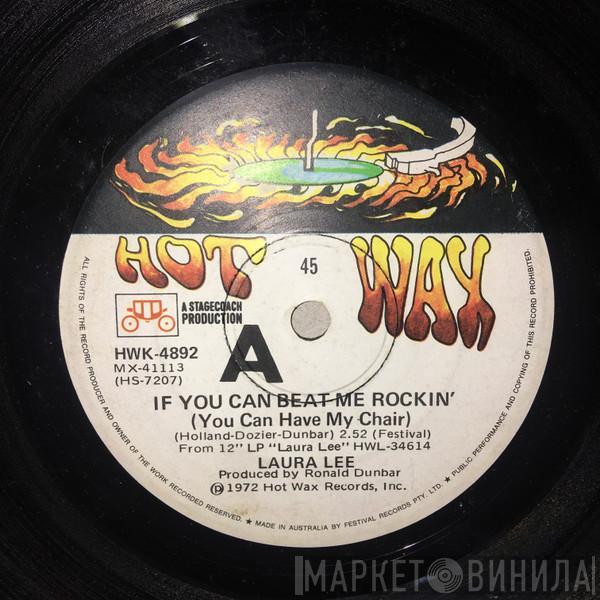 HOT WAX
45
A STAGECOACH
PRODUCTION
A
HWK-4892
MX-41113
(HS-7207)
IF YOU CAN BEAT ME ROCKIN'
(You Can Have My Chair)
(Holland-Dozier-Dunbar) 2.52 (Festival)
From 12" LP "Laura Lee" HWL-34614
LAURA LEE
Produced by Ronald Dunbar
℗1972 Hot Wax Records, Inc.
ALL RIGHTS OF THE RECORD PRODUCER AND OWNER OF THE WORK RECORDED RESERVED. ★ MADE IN AUSTRALIA BY FESTIVAL RECORDS PTY. LTD. ★ PUBLIC PERFORMANCE AND COPYING OF THIS RECORD PROHIBITED.
МАРКЕТ ВИНИЛА